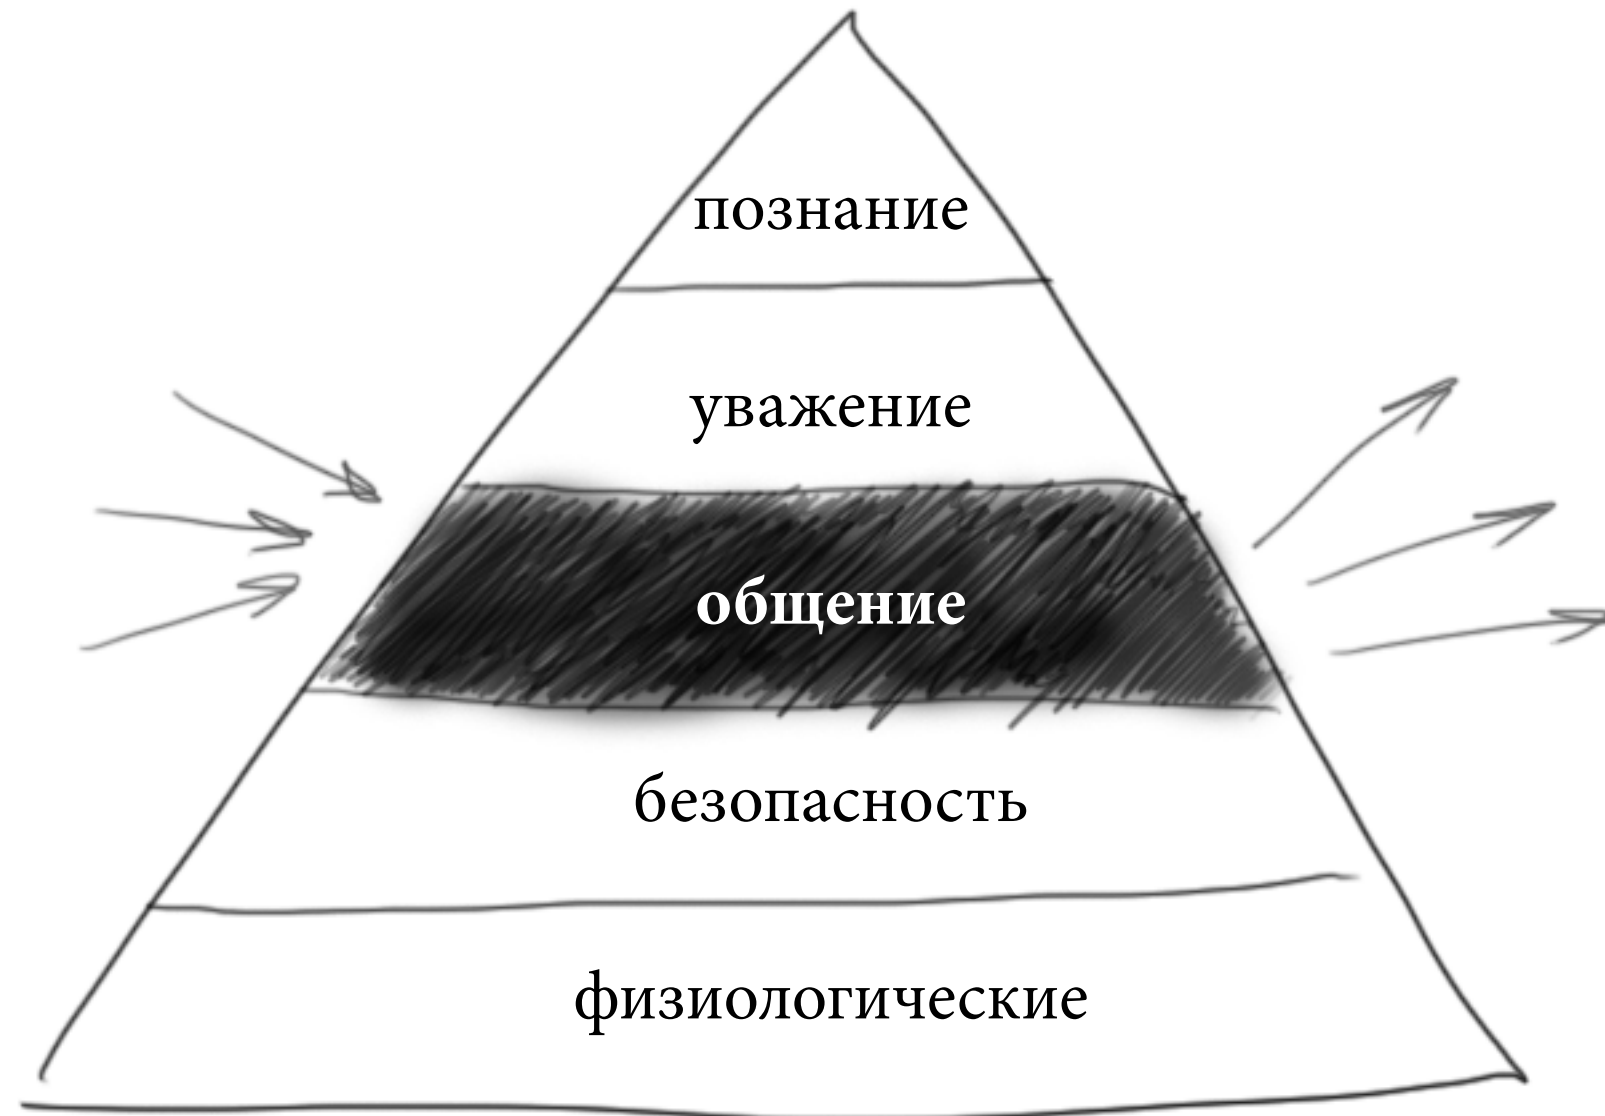 познание
уважение
общение
безопасность
физиологические